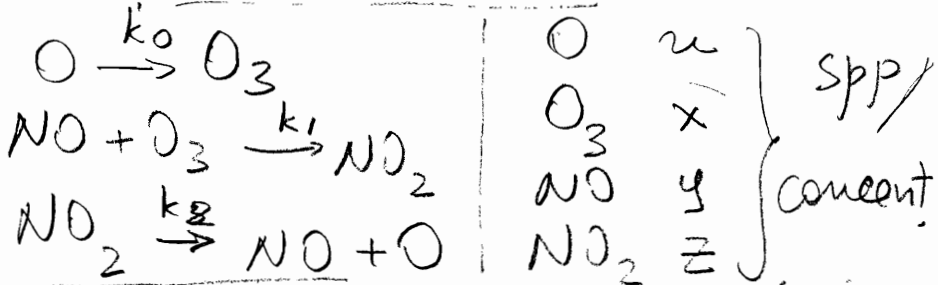 O k0→ O3
NO + O3 k1→ NO2
NO2 k2→ NO + O
O u
O3 x
NO y
NO2 z
spp/
concent.